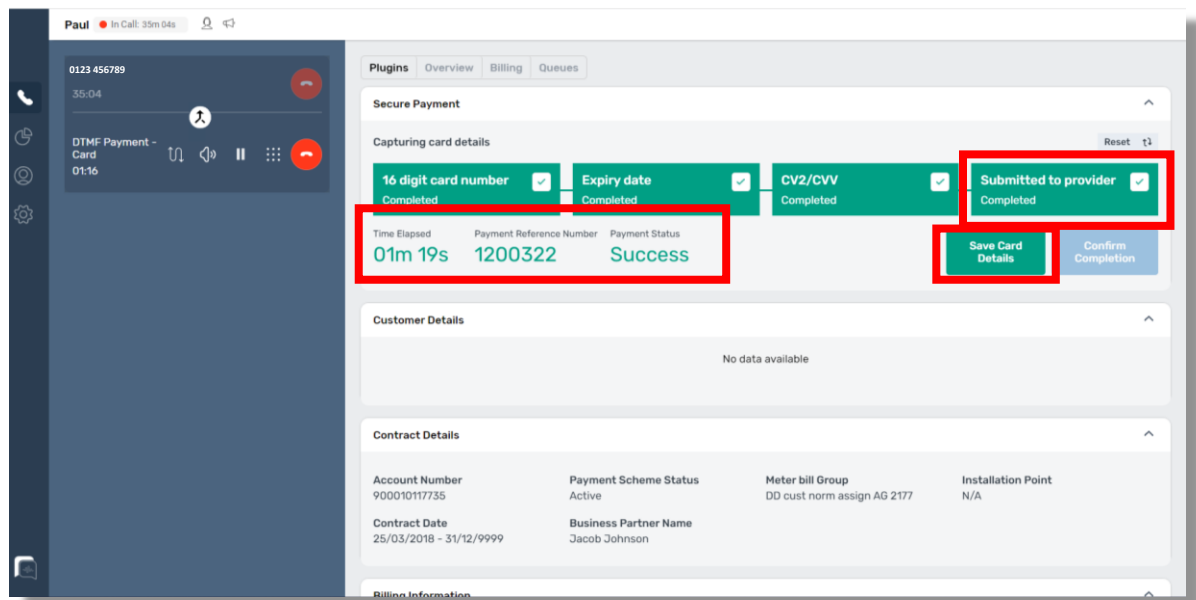 Paul In Call: 35m 04s
0123 456789
35:04
DTMF Payment -
Card
01:16
Plugins Overview Billing Queues
Secure Payment
Capturing card details
Reset
16 digit card number
Completed
Expiry date
Completed
CV2/CVV
Completed
Submitted to provider
Completed
Time Elapsed Payment Reference Number Payment Status
01m 19s 1200322 Success
Save Card
Details
Confirm
Completion
Customer Details
No data available
Contract Details
Account Number Payment Scheme Status Meter bill Group Installation Point
900010117735 Active DD cust norm assign AG 2177 N/A
Contract Date Business Partner Name
25/03/2018 - 31/12/9999 Jacob Johnson
Billing Information